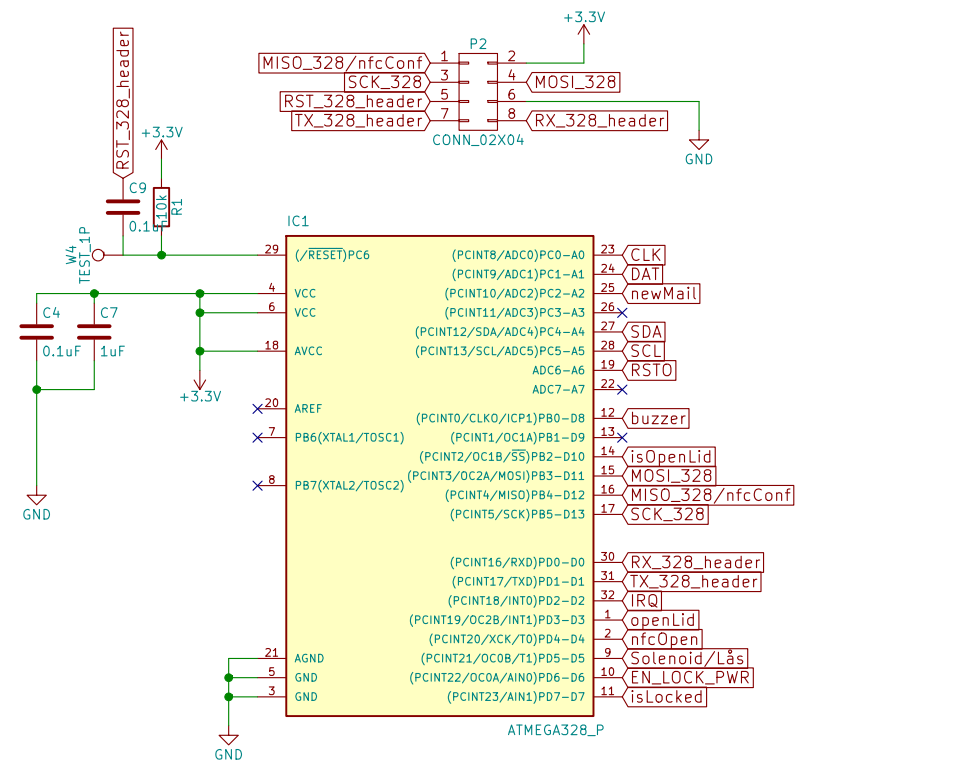 +3.3V
P2
MISO_328/nfcConf 1 2
SCK_328 3 4 MOSI_328
RST_328_header 5 6
TX_328_header 7 8 RX_328_header
CONN_02X04
GND
RST_328_header
+3.3V
C9
0.1uF
10k
R1
W4
TEST_1P
IC1
29 (/RESET)PC6
4 VCC
6 VCC
18 AVCC
+3.3V
C4
0.1uF
C7
1uF
GND
20 AREF
7 PB6(XTAL1/TOSC1)
8 PB7(XTAL2/TOSC2)
21 AGND
5 GND
3 GND
GND
(PCINT8/ADC0)PC0-A0 23 CLK
(PCINT9/ADC1)PC1-A1 24 DAT
(PCINT10/ADC2)PC2-A2 25 newMail
(PCINT11/ADC3)PC3-A3 26
(PCINT12/SDA/ADC4)PC4-A4 27 SDA
(PCINT13/SCL/ADC5)PC5-A5 28 SCL
ADC6-A6 19 RSTO
ADC7-A7 22
(PCINT0/CLKO/ICP1)PB0-D8 12 buzzer
(PCINT1/OC1A)PB1-D9 13
(PCINT2/OC1B/SS)PB2-D10 14 isOpenLid
(PCINT3/OC2A/MOSI)PB3-D11 15 MOSI_328
(PCINT4/MISO)PB4-D12 16 MISO_328/nfcConf
(PCINT5/SCK)PB5-D13 17 SCK_328
(PCINT16/RXD)PD0-D0 30 RX_328_header
(PCINT17/TXD)PD1-D1 31 TX_328_header
(PCINT18/INT0)PD2-D2 32 IRQ
(PCINT19/OC2B/INT1)PD3-D3 1 openLid
(PCINT20/XCK/T0)PD4-D4 2 nfcOpen
(PCINT21/OC0B/T1)PD5-D5 9 Solenoid/Lås
(PCINT22/OC0A/AIN0)PD6-D6 10 EN_LOCK_PWR
(PCINT23/AIN1)PD7-D7 11 isLocked
ATMEGA328_P